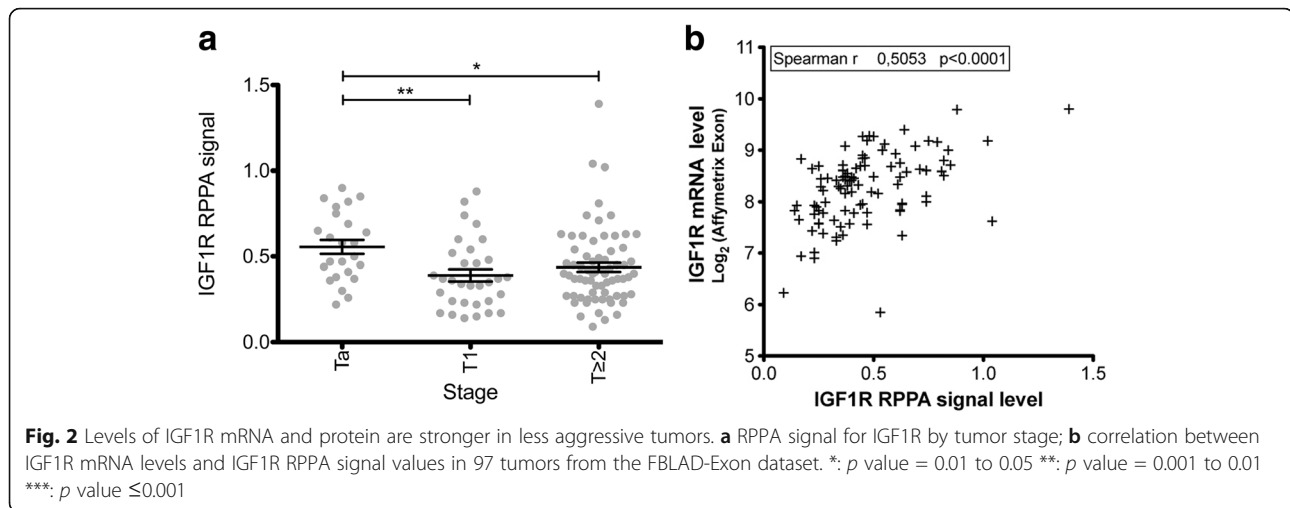 a
*
**
1.5
1.0
0.5
0.0
IGF1R RPPA signal
Ta
T1
T≥2
Stage
b
Spearman r 0,5053 p<0.0001
11
10
9
8
7
6
5
IGF1R mRNA level
Log2 (Affymetrix Exon)
0.0 0.5 1.0 1.5
IGF1R RPPA signal level
Fig. 2 Levels of IGF1R mRNA and protein are stronger in less aggressive tumors. a RPPA signal for IGF1R by tumor stage; b correlation between
IGF1R mRNA levels and IGF1R RPPA signal values in 97 tumors from the FBLAD-Exon dataset. *: p value = 0.01 to 0.05 **: p value = 0.001 to 0.01
***: p value ≤0.001